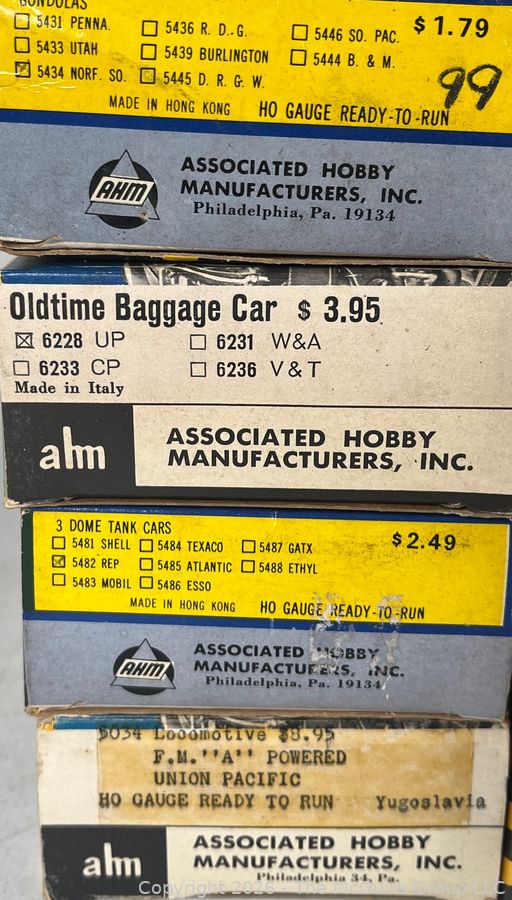 GONDOLAS
5431 PENNA. 5436 R. D. G. 5446 SO. PAC. $1.79
5433 UTAH 5439 BURLINGTON 5444 B. & M.
5434 NORF. SO. 5445 D. R. G. W. 99
MADE IN HONG KONG HO GAUGE READY-TO-RUN
AHM ASSOCIATED HOBBY
MANUFACTURERS, INC.
Philadelphia, Pa. 19134
Oldtime Baggage Car $ 3.95
6228 UP 6231 W&A
6233 CP 6236 V&T
Made in Italy
ahm ASSOCIATED HOBBY
MANUFACTURERS, INC.
3 DOME TANK CARS $2.49
5481 SHELL 5484 TEXACO 5487 GATX
5482 REP 5485 ATLANTIC 5488 ETHYL
5483 MOBIL 5486 ESSO
MADE IN HONG KONG HO GAUGE READY-TO-RUN
AHM ASSOCIATED HOBBY
MANUFACTURERS, INC.
Philadelphia, Pa. 19134
5034 Locomotive $8.95
F.M."A" POWERED
UNION PACIFIC
HO GAUGE READY TO RUN Yugoslavia
ahm ASSOCIATED HOBBY
MANUFACTURERS, INC.
Philadelphia 34, Pa.
Copyright 2026 - The McGuire Group LLC